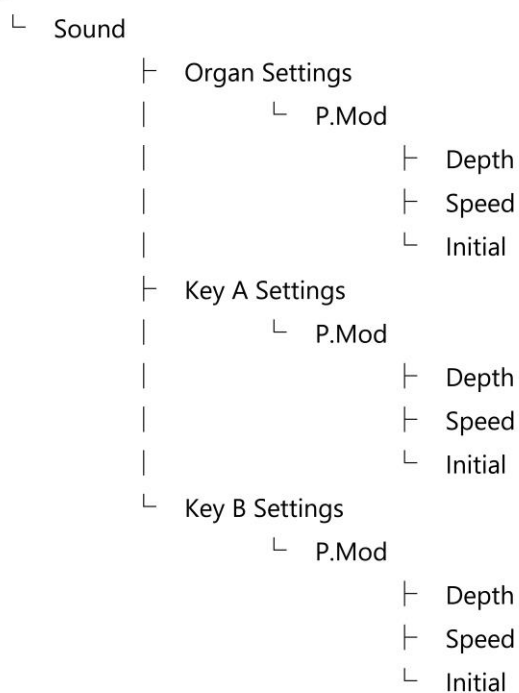 └ Sound
├ Organ Settings
│ └ P.Mod
│ ├ Depth
│ ├ Speed
│ └ Initial
├ Key A Settings
│ └ P.Mod
│ ├ Depth
│ ├ Speed
│ └ Initial
└ Key B Settings
└ P.Mod
├ Depth
├ Speed
└ Initial